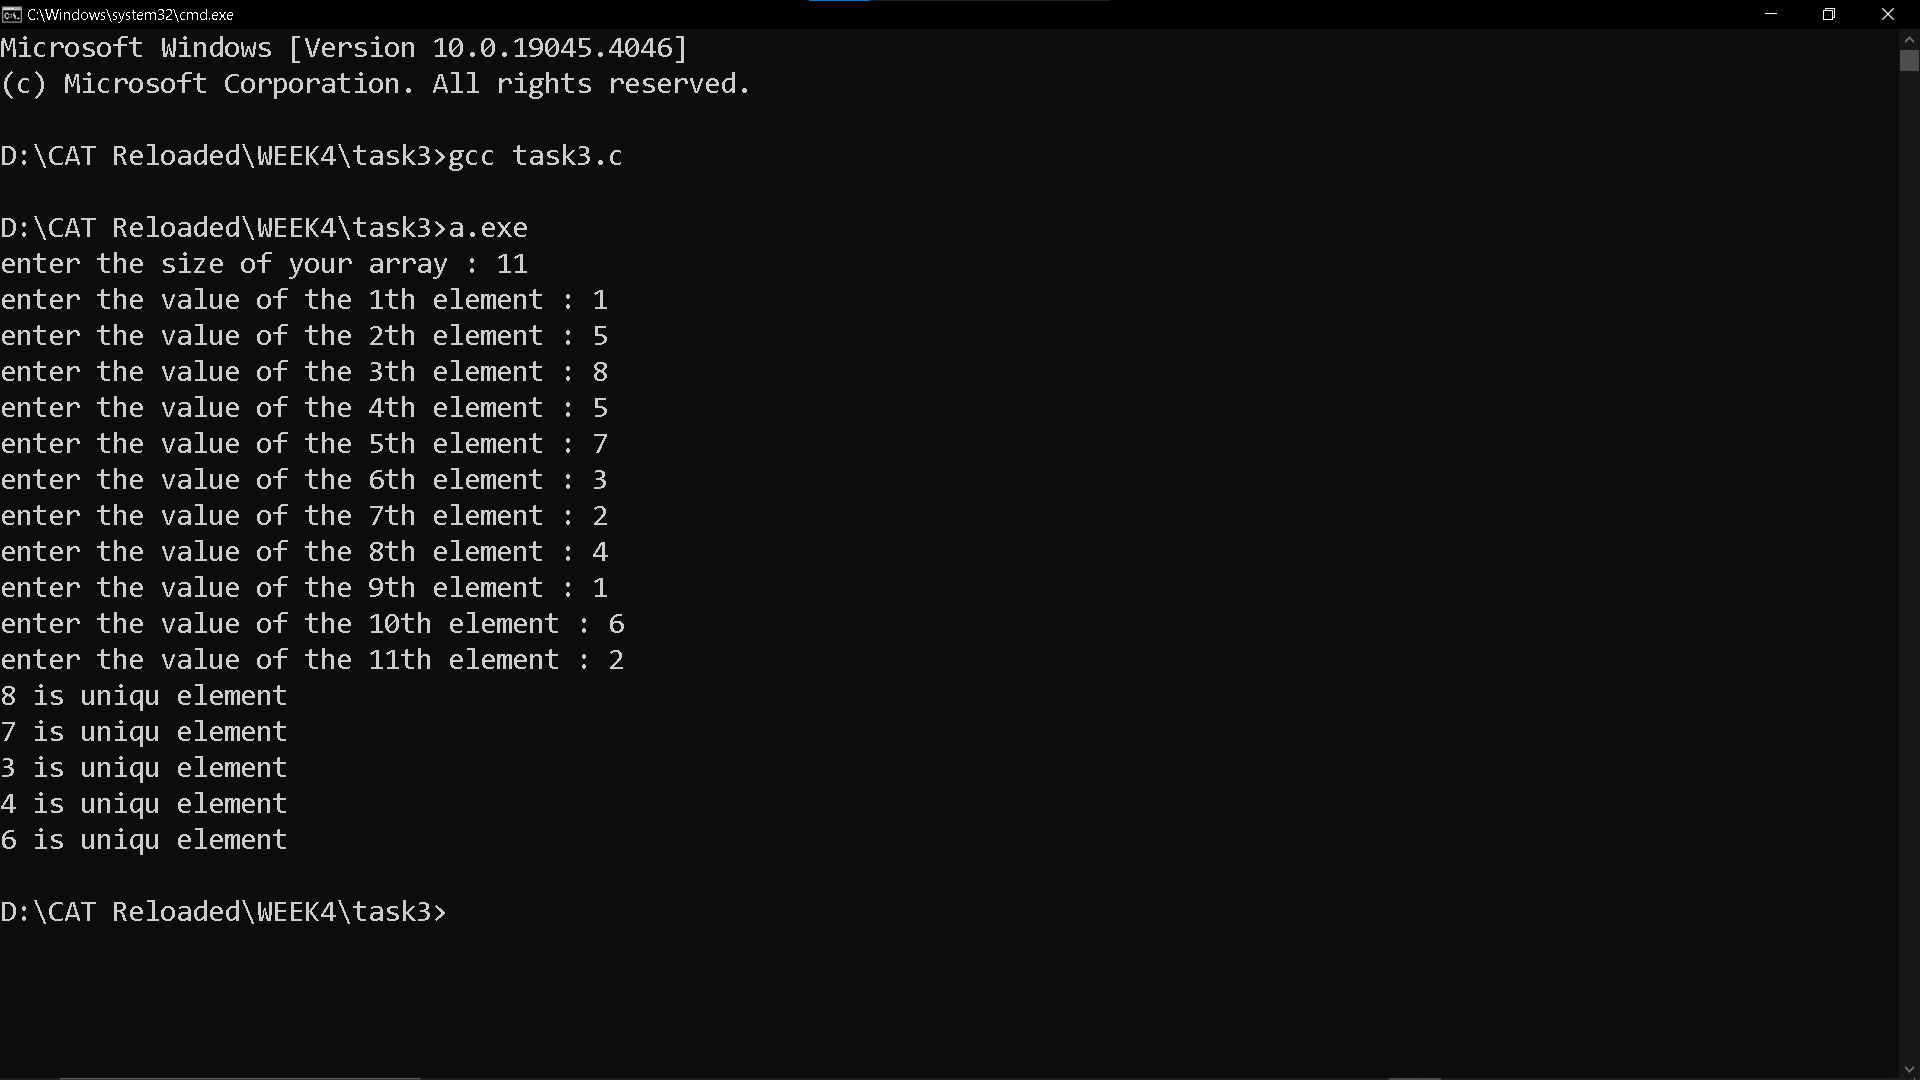 C:\Windows\system32\cmd.exe
Microsoft Windows [Version 10.0.19045.4046]
(c) Microsoft Corporation. All rights reserved.
D:\CAT Reloaded\WEEK4\task3>gcc task3.c
D:\CAT Reloaded\WEEK4\task3>a.exe
enter the size of your array : 11
enter the value of the 1th element : 1
enter the value of the 2th element : 5
enter the value of the 3th element : 8
enter the value of the 4th element : 5
enter the value of the 5th element : 7
enter the value of the 6th element : 3
enter the value of the 7th element : 2
enter the value of the 8th element : 4
enter the value of the 9th element : 1
enter the value of the 10th element : 6
enter the value of the 11th element : 2
8 is uniqu element
7 is uniqu element
3 is uniqu element
4 is uniqu element
6 is uniqu element
D:\CAT Reloaded\WEEK4\task3>